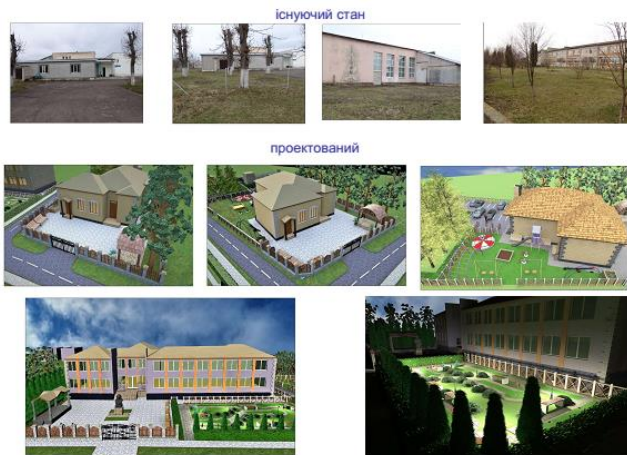 існуючий стан
проектований